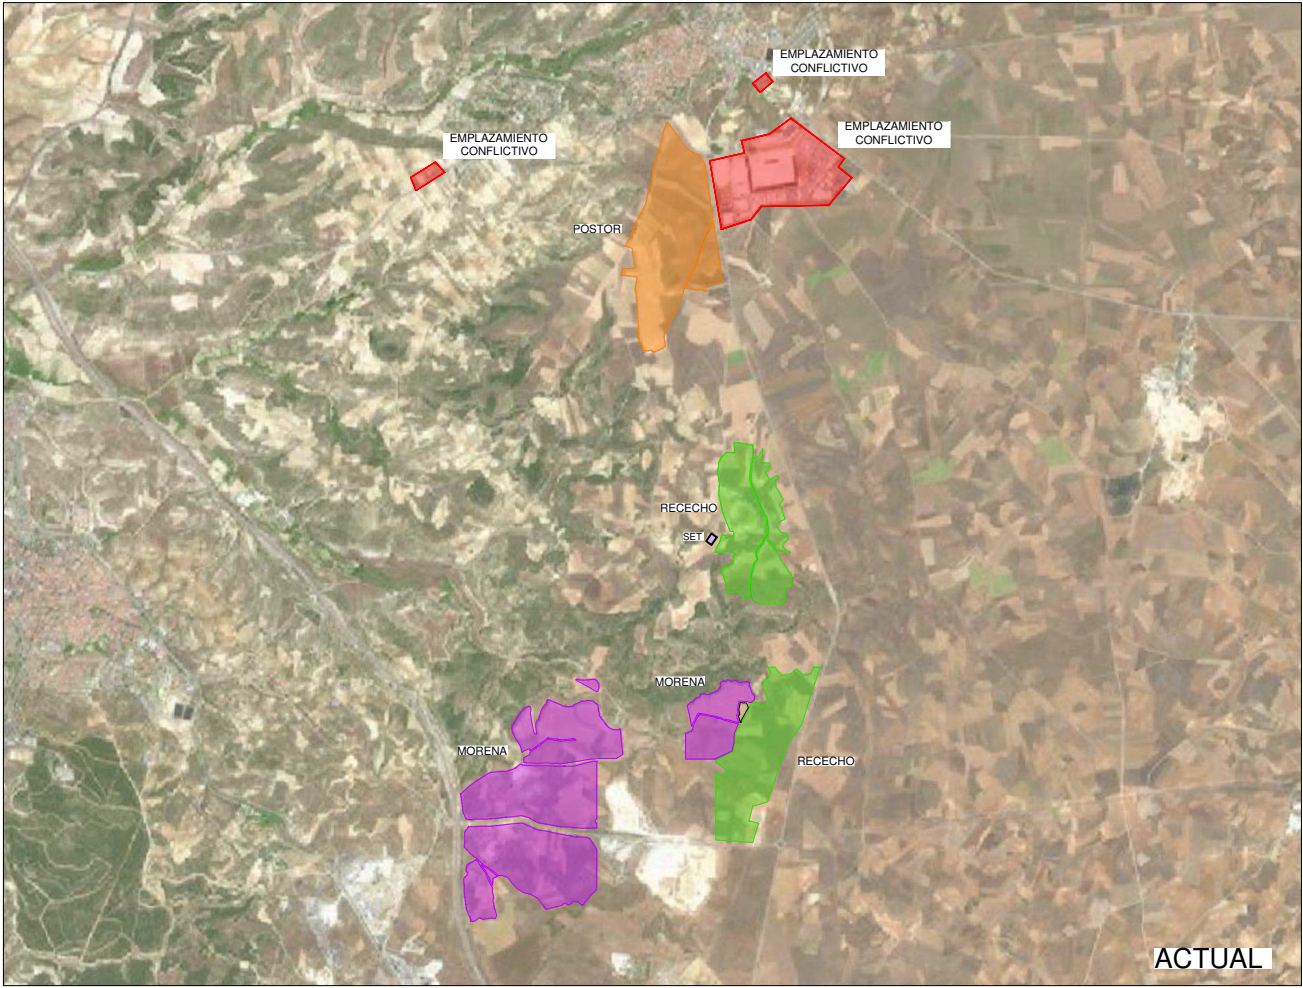 EMPLAZAMIENTO
CONFLICTIVO
EMPLAZAMIENTO
CONFLICTIVO
EMPLAZAMIENTO
CONFLICTIVO
POSTOR
RECECHO
SET
MORENA
MORENA
RECECHO
ACTUAL